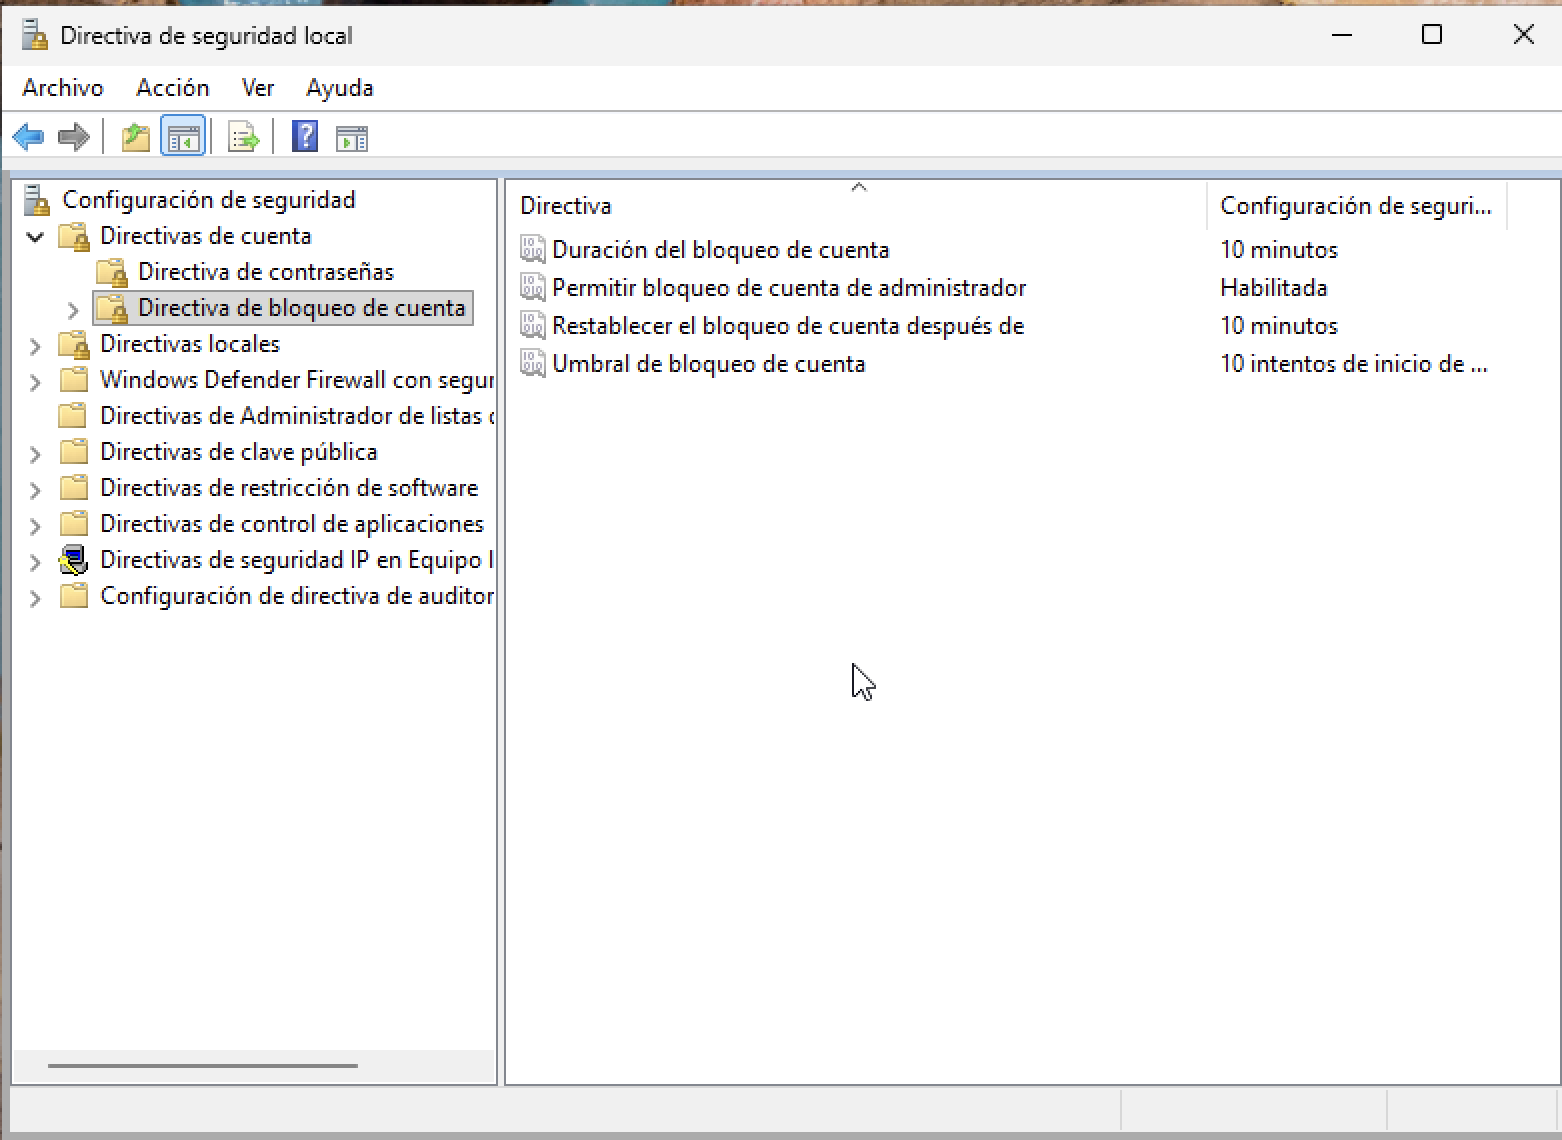 Directiva de seguridad local
Archivo Acción Ver Ayuda
Configuración de seguridad
Directivas de cuenta
Directiva de contraseñas
Directiva de bloqueo de cuenta
Directivas locales
Windows Defender Firewall con segur
Directivas de Administrador de listas c
Directivas de clave pública
Directivas de restricción de software
Directivas de control de aplicaciones
Directivas de seguridad IP en Equipo l
Configuración de directiva de auditor
Directiva Configuración de seguri...
Duración del bloqueo de cuenta 10 minutos
Permitir bloqueo de cuenta de administrador Habilitada
Restablecer el bloqueo de cuenta después de 10 minutos
Umbral de bloqueo de cuenta 10 intentos de inicio de ...